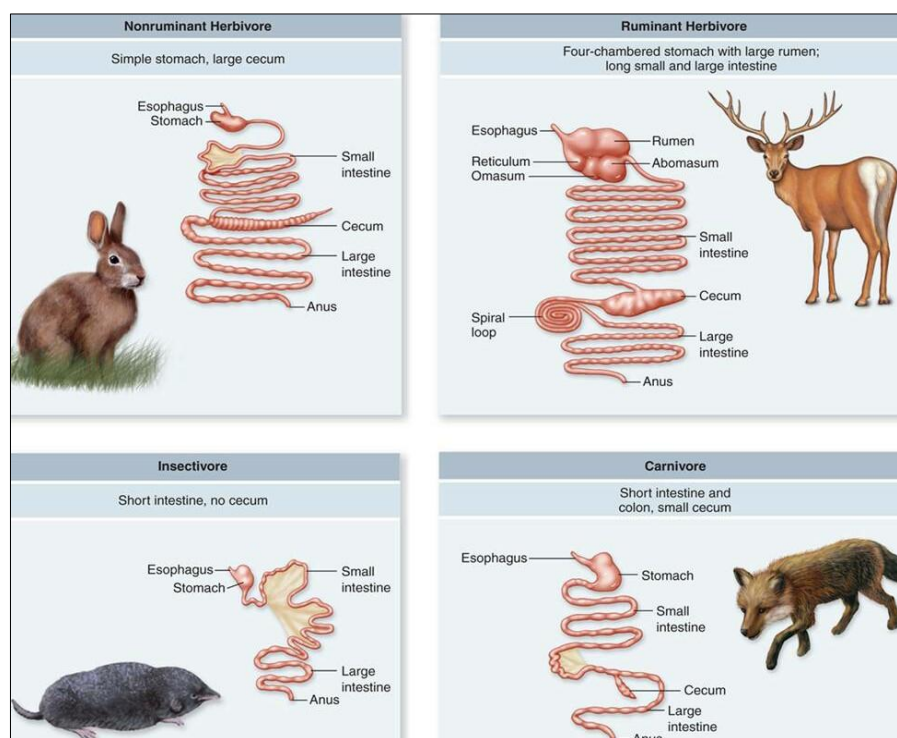 Nonruminant Herbivore
Simple stomach, large cecum
Esophagus
Stomach
Small
intestine
Cecum
Large
intestine
Anus
Ruminant Herbivore
Four-chambered stomach with large rumen;
long small and large intestine
Esophagus
Rumen
Reticulum
Abomasum
Omasum
Small
intestine
Cecum
Spiral
loop
Large
intestine
Anus
Insectivore
Short intestine, no cecum
Esophagus
Stomach
Small
intestine
Large
intestine
Anus
Carnivore
Short intestine and
colon, small cecum
Esophagus
Stomach
Small
intestine
Cecum
Large
intestine
Anus